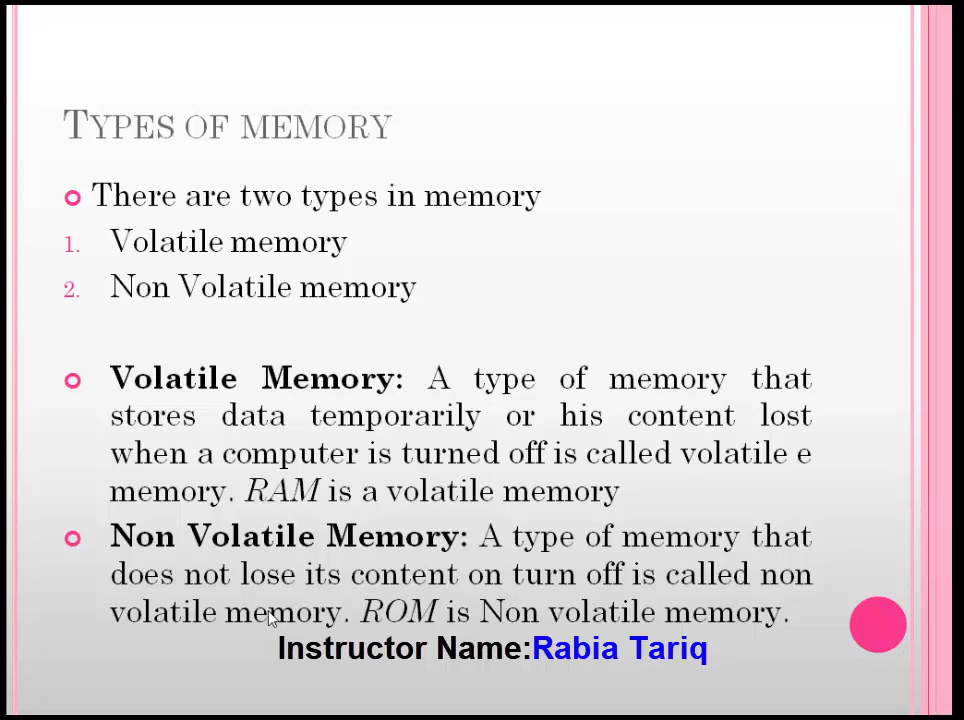 TYPES OF MEMORY
There are two types in memory
1. Volatile memory
2. Non Volatile memory
Volatile Memory: A type of memory that
stores data temporarily or his content lost
when a computer is turned off is called volatile e
memory. RAM is a volatile memory
Non Volatile Memory: A type of memory that
does not lose its content on turn off is called non
volatile memory. ROM is Non volatile memory.
Instructor Name:Rabia Tariq